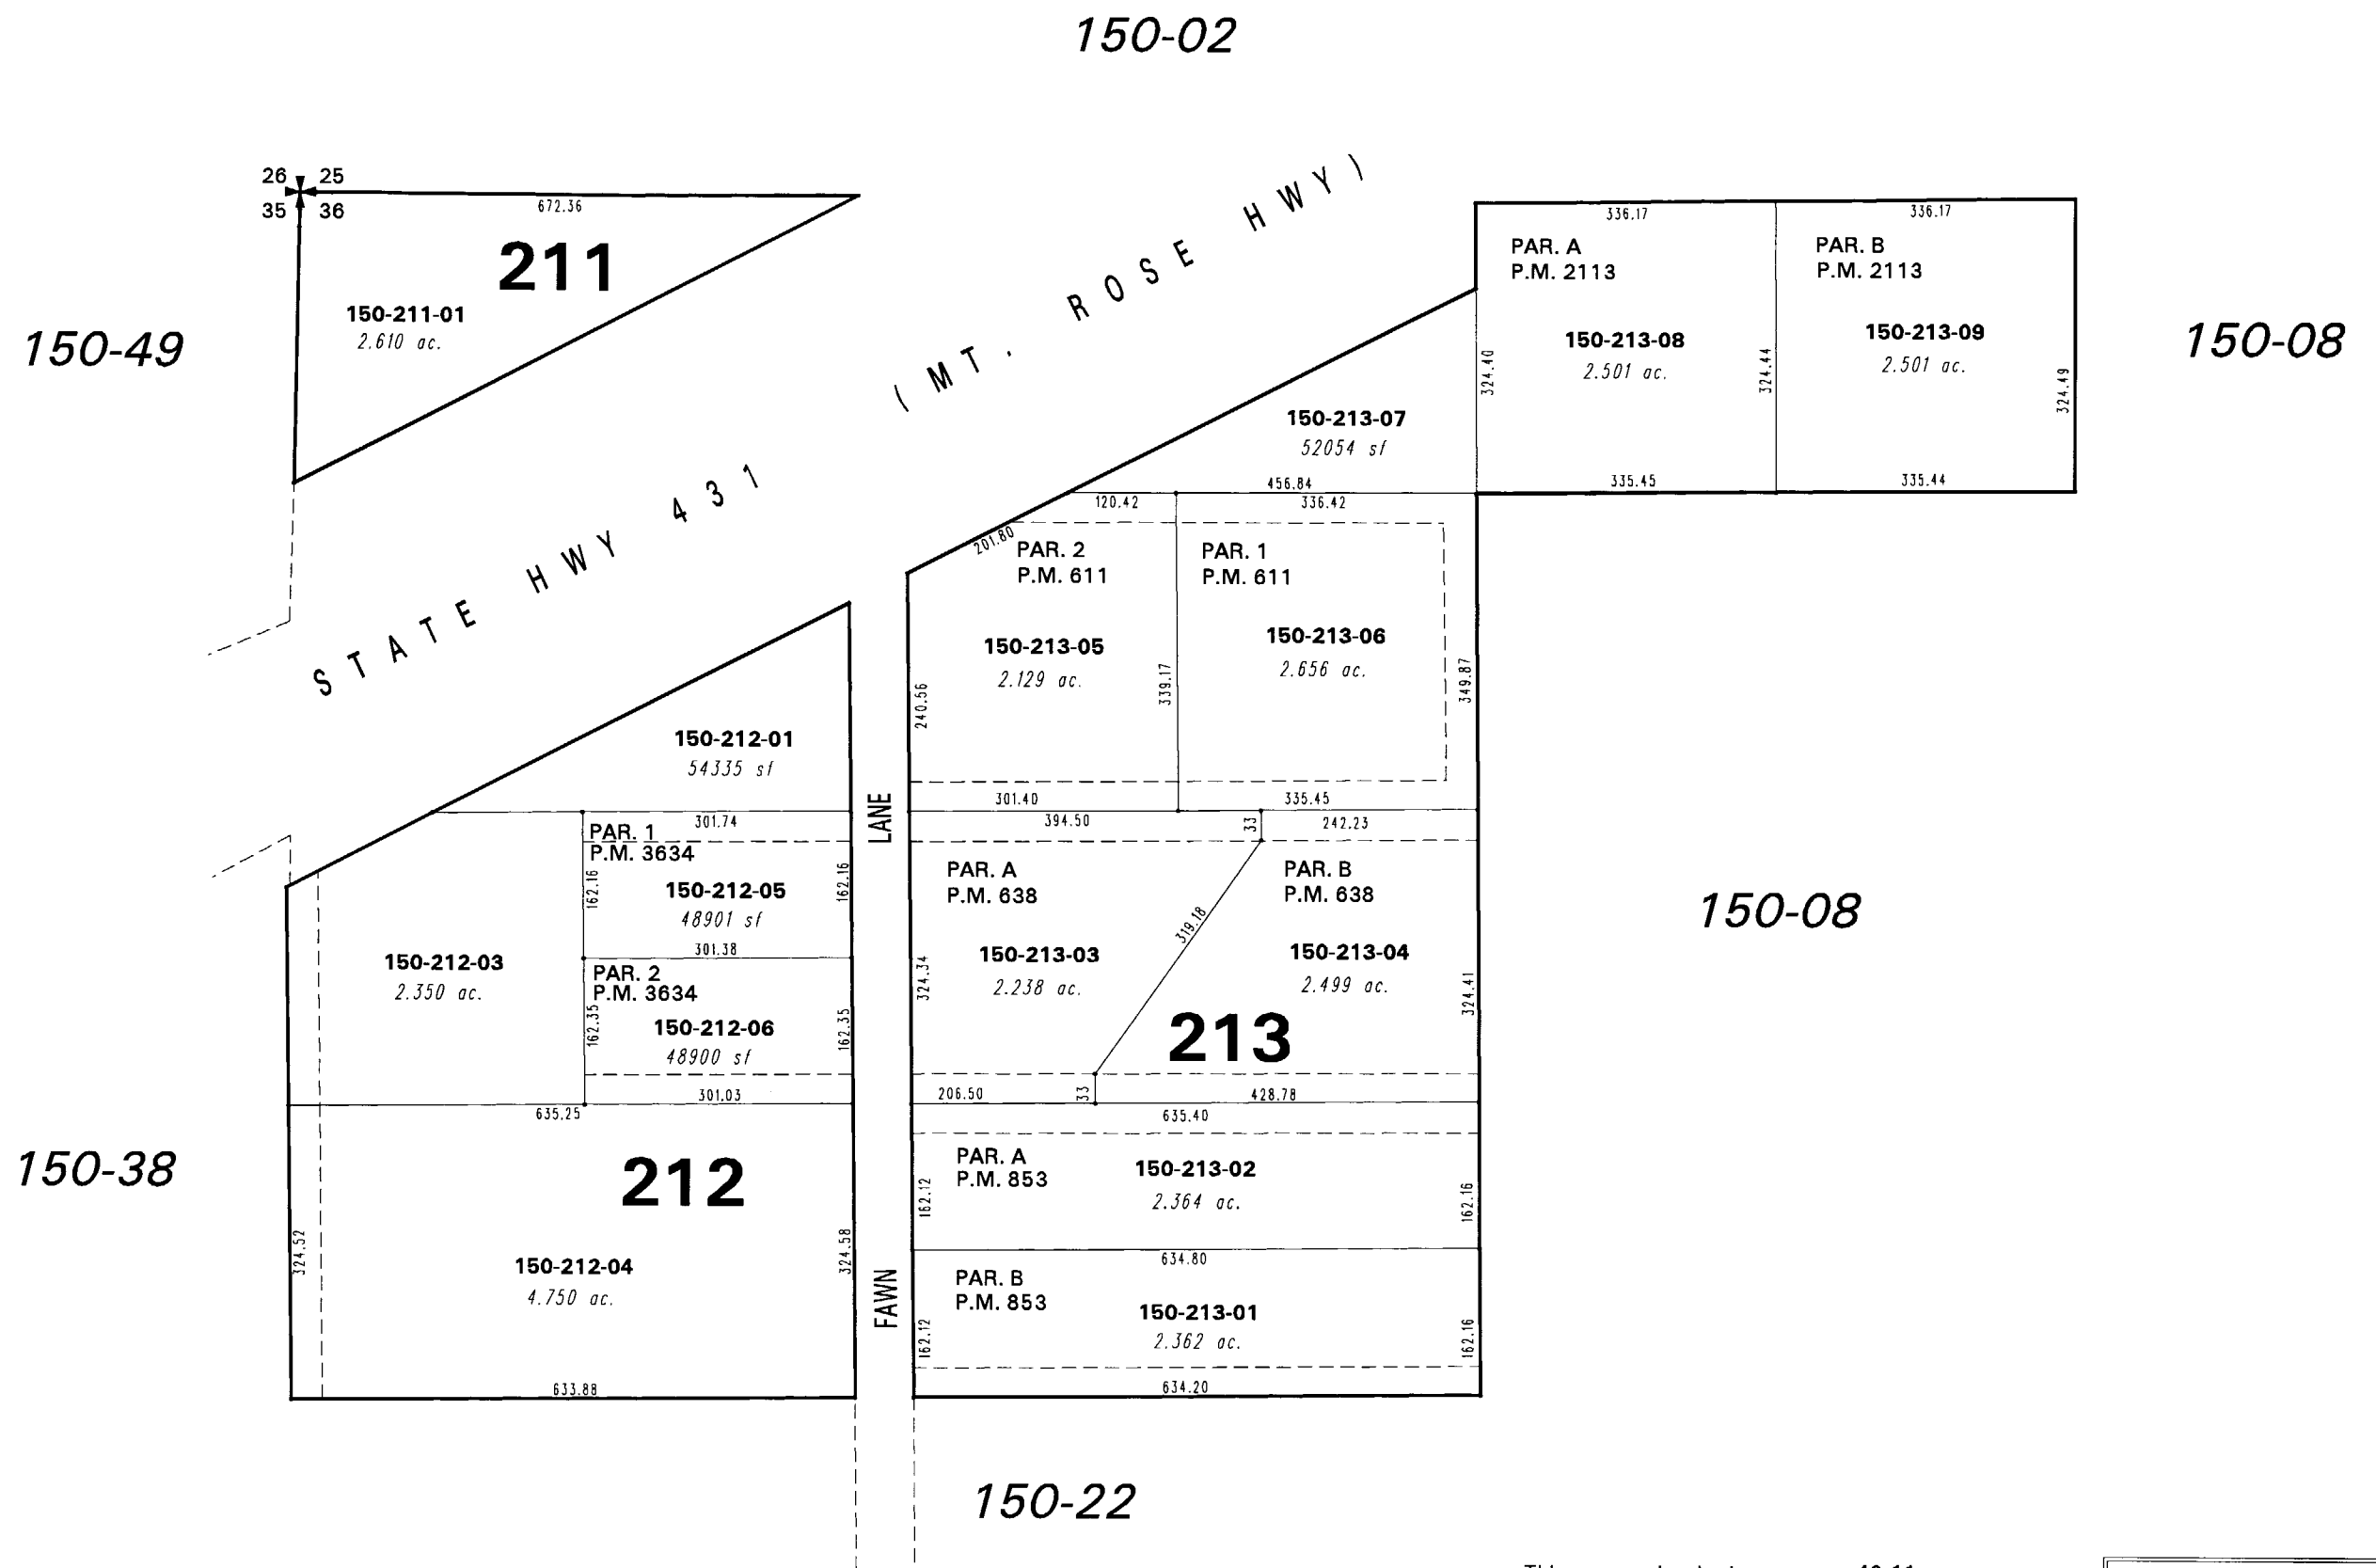 150-02
26 25
35 36
672.36
211
150-211-01
2.610 ac.
150-49
STATE HWY 431 (MT. ROSE HWY)
336.17
336.17
PAR. A
P.M. 2113
PAR. B
P.M. 2113
150-213-08
2.501 ac.
150-213-09
2.501 ac.
324.40
324.44
324.49
335.45
335.44
150-08
150-213-07
52054 sf
456.84
120.42
336.42
201.80
PAR. 2
P.M. 611
PAR. 1
P.M. 611
150-213-05
2.129 ac.
150-213-06
2.656 ac.
240.56
339.17
349.87
301.40
335.45
150-212-01
54335 sf
301.74
PAR. 1
P.M. 3634
162.16
162.16
150-212-05
48901 sf
301.38
PAR. 2
P.M. 3634
150-212-06
48900 sf
162.35
162.35
301.03
150-212-03
2.350 ac.
635.25
212
150-212-04
4.750 ac.
324.52
324.58
633.88
150-38
FAWN LANE
394.50
33
242.23
PAR. A
P.M. 638
PAR. B
P.M. 638
319.18
150-213-03
2.238 ac.
150-213-04
2.499 ac.
324.34
324.41
213
206.50
33
428.78
635.40
PAR. A
P.M. 853
150-213-02
2.364 ac.
162.12
162.16
634.80
PAR. B
P.M. 853
150-213-01
2.362 ac.
162.12
162.16
634.20
150-08
150-22